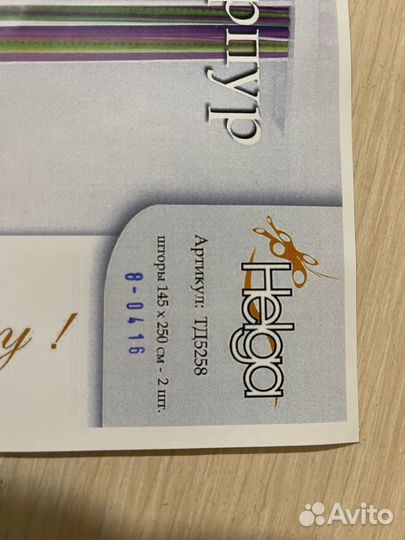 рпур
Helga
Артикул: ТД5258
шторы 145 х 250 см - 2 шт.
8-0416
у !
Avito